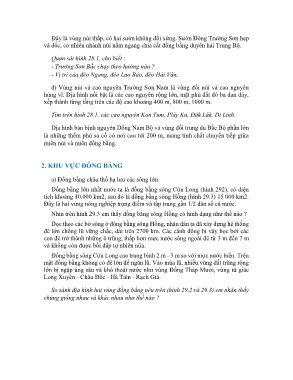 Đây là vùng núi thấp, có hai sườn không đối xứng. Sườn Đông Trường Sơn hẹp
và dốc, có nhiều nhánh núi nằm ngang chia cắt đồng bằng duyên hải Trung Bộ.
Quan sát hình 28.1, cho biết :
- Trường Sơn Bắc chạy theo hướng nào ?
- Vị trí của đèo Ngang, đèo Lao Bảo, đèo Hải Vân.
d) Vùng núi và cao nguyên Trường Sơn Nam là vùng đồi núi và cao nguyên
hùng vĩ. Địa hình nổi bật là các cao nguyên rộng lớn, mặt phủ đất đỏ ba dan dày,
xếp thành từng tầng trên các độ cao khoảng 400 m, 800 m, 1000 m.
Tìm trên hình 28.1. các cao nguyên Kon Tum, Plây Ku, Đăk Lăk, Di Linh.
Địa hình bán bình nguyên Đông Nam Bộ và vùng đồi trung du Bắc Bộ phần lớn
là những thềm phù sa cổ có nơi cao tới 200 m, mang tính chất chuyển tiếp giữa
miền núi và miền đồng bằng.
2. KHU VỰC ĐỒNG BẰNG
a) Đồng bằng châu thổ hạ lưu các sông lớn
Đồng bằng lớn nhất nước ta là đồng bằng sông Cửu Long (hình 292), có diện
tích khoảng 40.000 km2, sau đó là đồng bằng sông Hồng (hình 29.3) 15 000 km2.
Đây là hai vùng nông nghiệp trọng điểm và tập trung gần 1/2 dân số cả nước.
Nhìn trên hình 29.5 em thấy đồng bằng sông Hồng có hình dạng như thế nào ?
Dọc theo các bờ sông ở đồng bằng sông Hồng, nhân dân ta đã xây dựng hệ thống
đê lớn chống lũ vững chắc, dài trên 2700 km. Các cánh đồng bị vây bọc bởi các
con đê trở thành những ô trũng, thấp hơn mực nước sông ngoài đê từ 3 m đến 7 m
và không còn được bồi đắp tự nhiên nữa.
Đồng bằng sông Cửu Long cao trung bình 2 m - 3 m so với mực nước biển. Trên
mặt đồng bằng không có đê lớn để ngăn lũ. Vào mùa lũ, nhiều vùng đất trũng rộng
lớn bị ngập úng sâu và khó thoát nước như vùng Đồng Tháp Mười, vùng tứ giác
Long Xuyên - Châu Đốc - Hà Tiên - Rạch Giá.
So sánh địa hình hai vùng đồng bằng nêu trên (hình 29.2 và 29.3) em nhận thấy
chúng giống nhau và khác nhau như thế nào ?